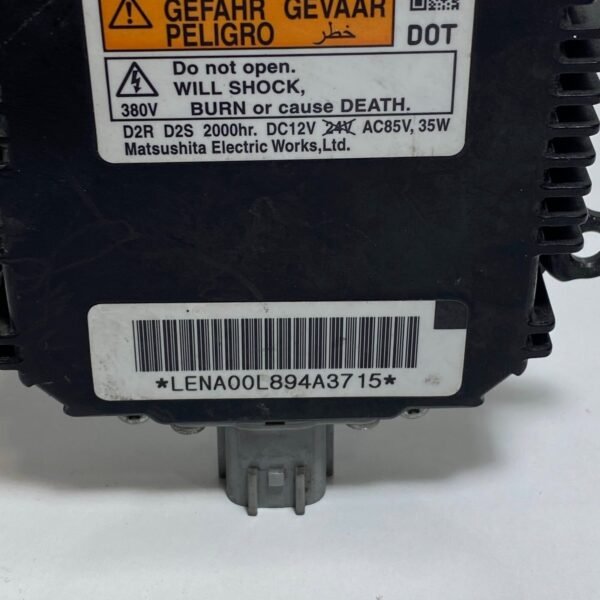 GEFAHR GEVAAR
PELIGRO خطر
DOT
Do not open.
WILL SHOCK,
380V BURN or cause DEATH.
D2R D2S 2000hr. DC12V 24V AC85V, 35W
Matsushita Electric Works,Ltd.
*LENA00L894A3715*